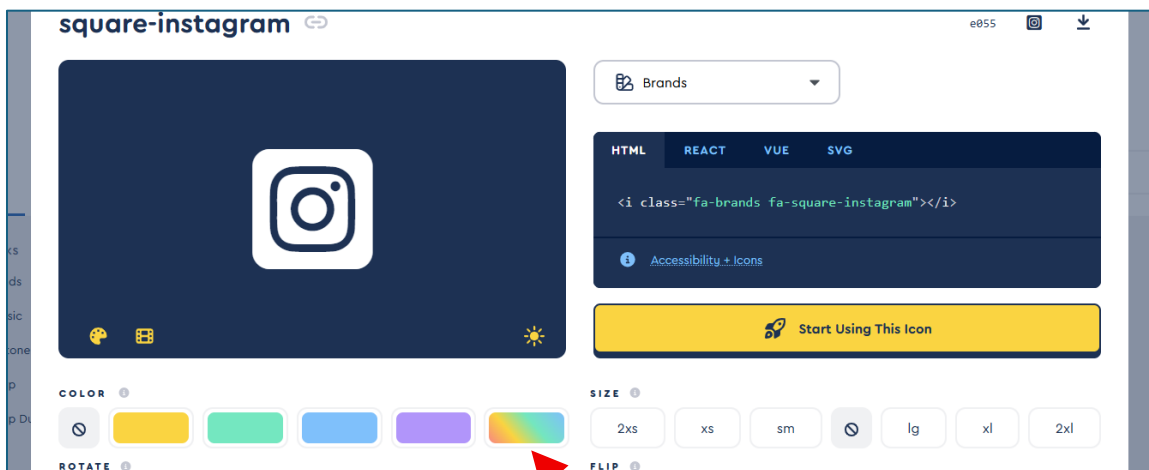 square-instagram
e055
Brands
HTML REACT VUE SVG
<i class="fa-brands fa-square-instagram"></i>
Accessibility + Icons
Start Using This Icon
COLOR
SIZE
2xs xs sm lg xl 2xl
ROTATE
FLIP